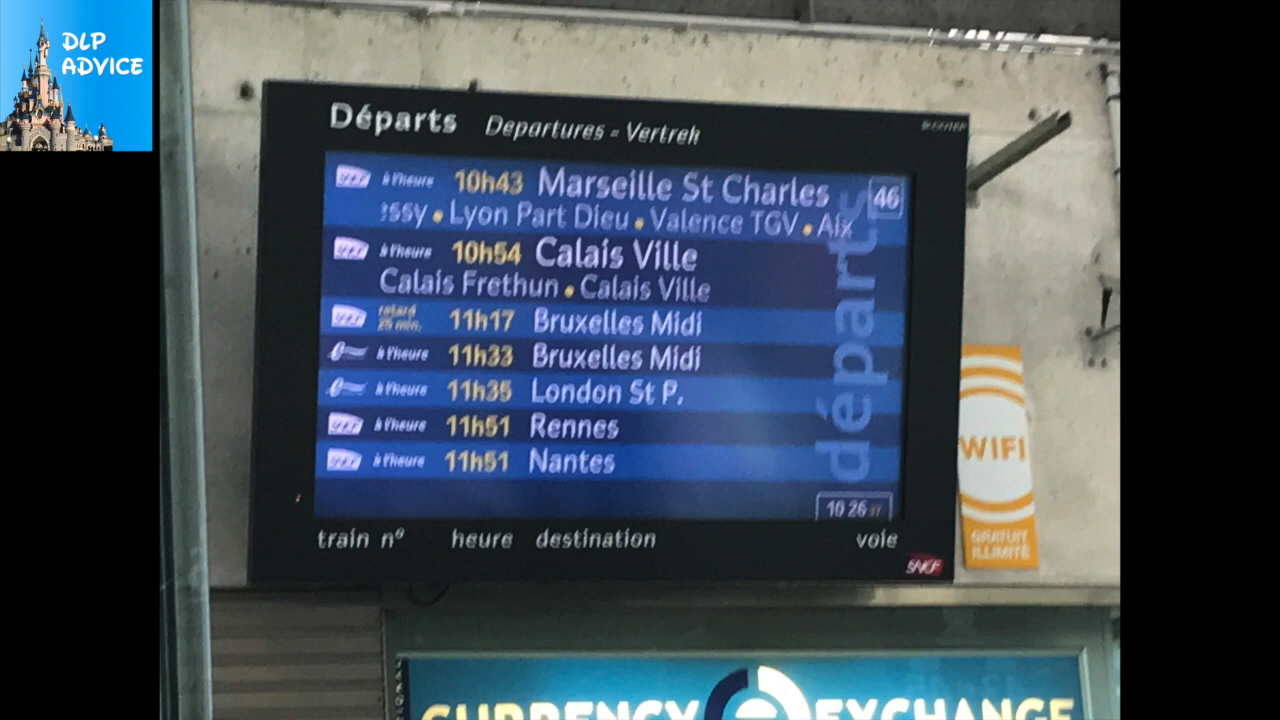 DLP
ADVICE
Départs Departures - Vertrek
à l'heure 10h43 Marseille St Charles 46
ssy • Lyon Part Dieu • Valence TGV • Aix
à l'heure 10h54 Calais Ville
Calais Frethun • Calais Ville
retard
25 min. 11h17 Bruxelles Midi
à l'heure 11h33 Bruxelles Midi
à l'heure 11h35 London St P.
à l'heure 11h51 Rennes
à l'heure 11h51 Nantes
départs
10 26
train n° heure destination voie
SNCF
WIFI
GRATUIT
ILLIMITÉ
CURRENCY EXCHANGE